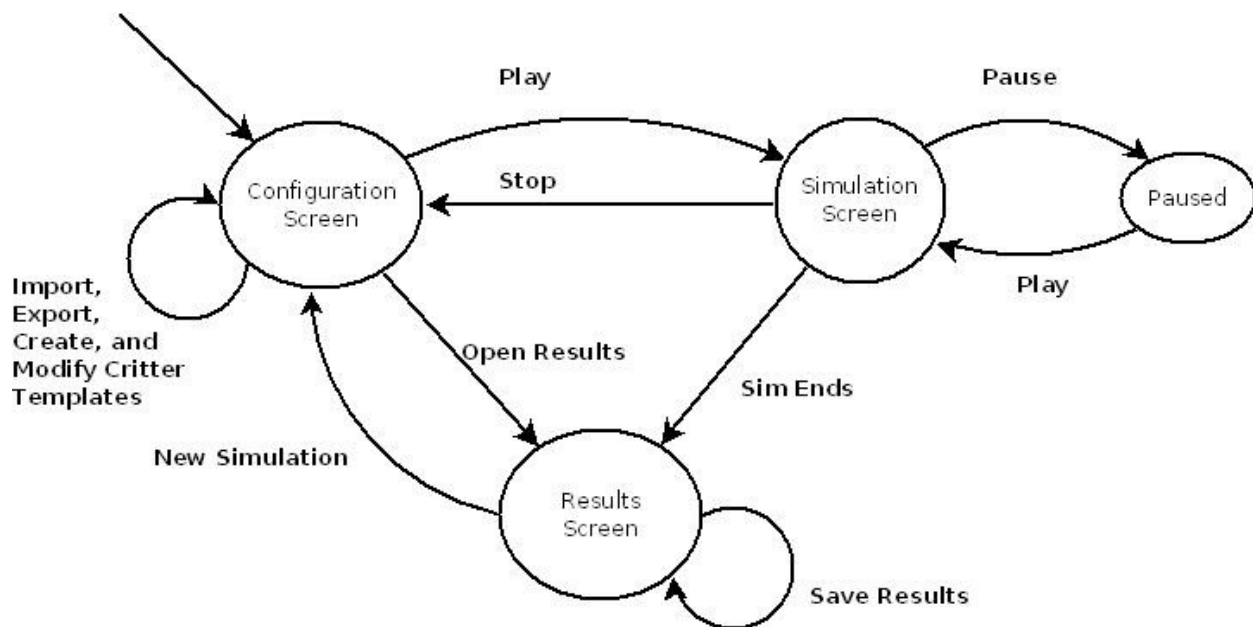 Play
Pause
Configuration
Screen
Stop
Simulation
Screen
Paused
Import,
Export,
Create, and
Modify Critter
Templates
Play
Open Results
Sim Ends
New Simulation
Results
Screen
Save Results